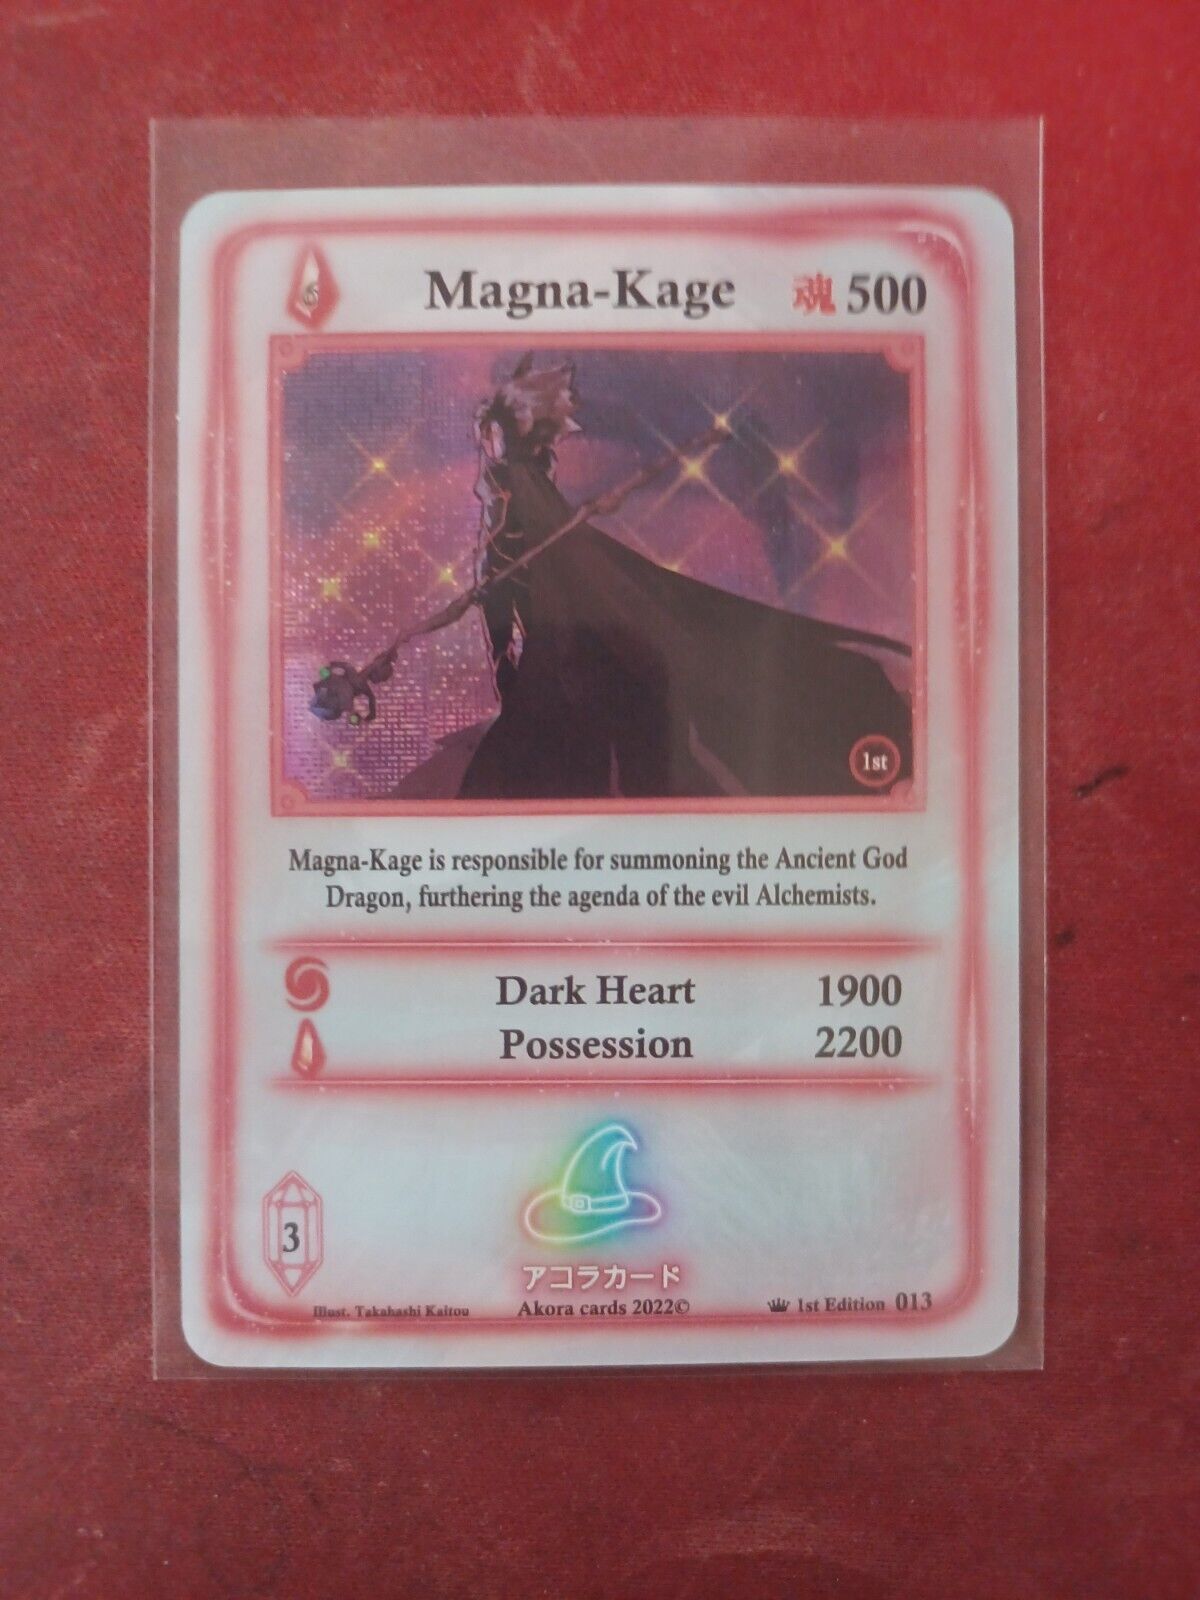 Magna-Kage
魂 500
1st
Magna-Kage is responsible for summoning the Ancient God
Dragon, furthering the agenda of the evil Alchemists.
Dark Heart 1900
Possession 2200
3
アコラカード
Illust. Takahashi Kaitou
Akora cards 2022©
1st Edition 013